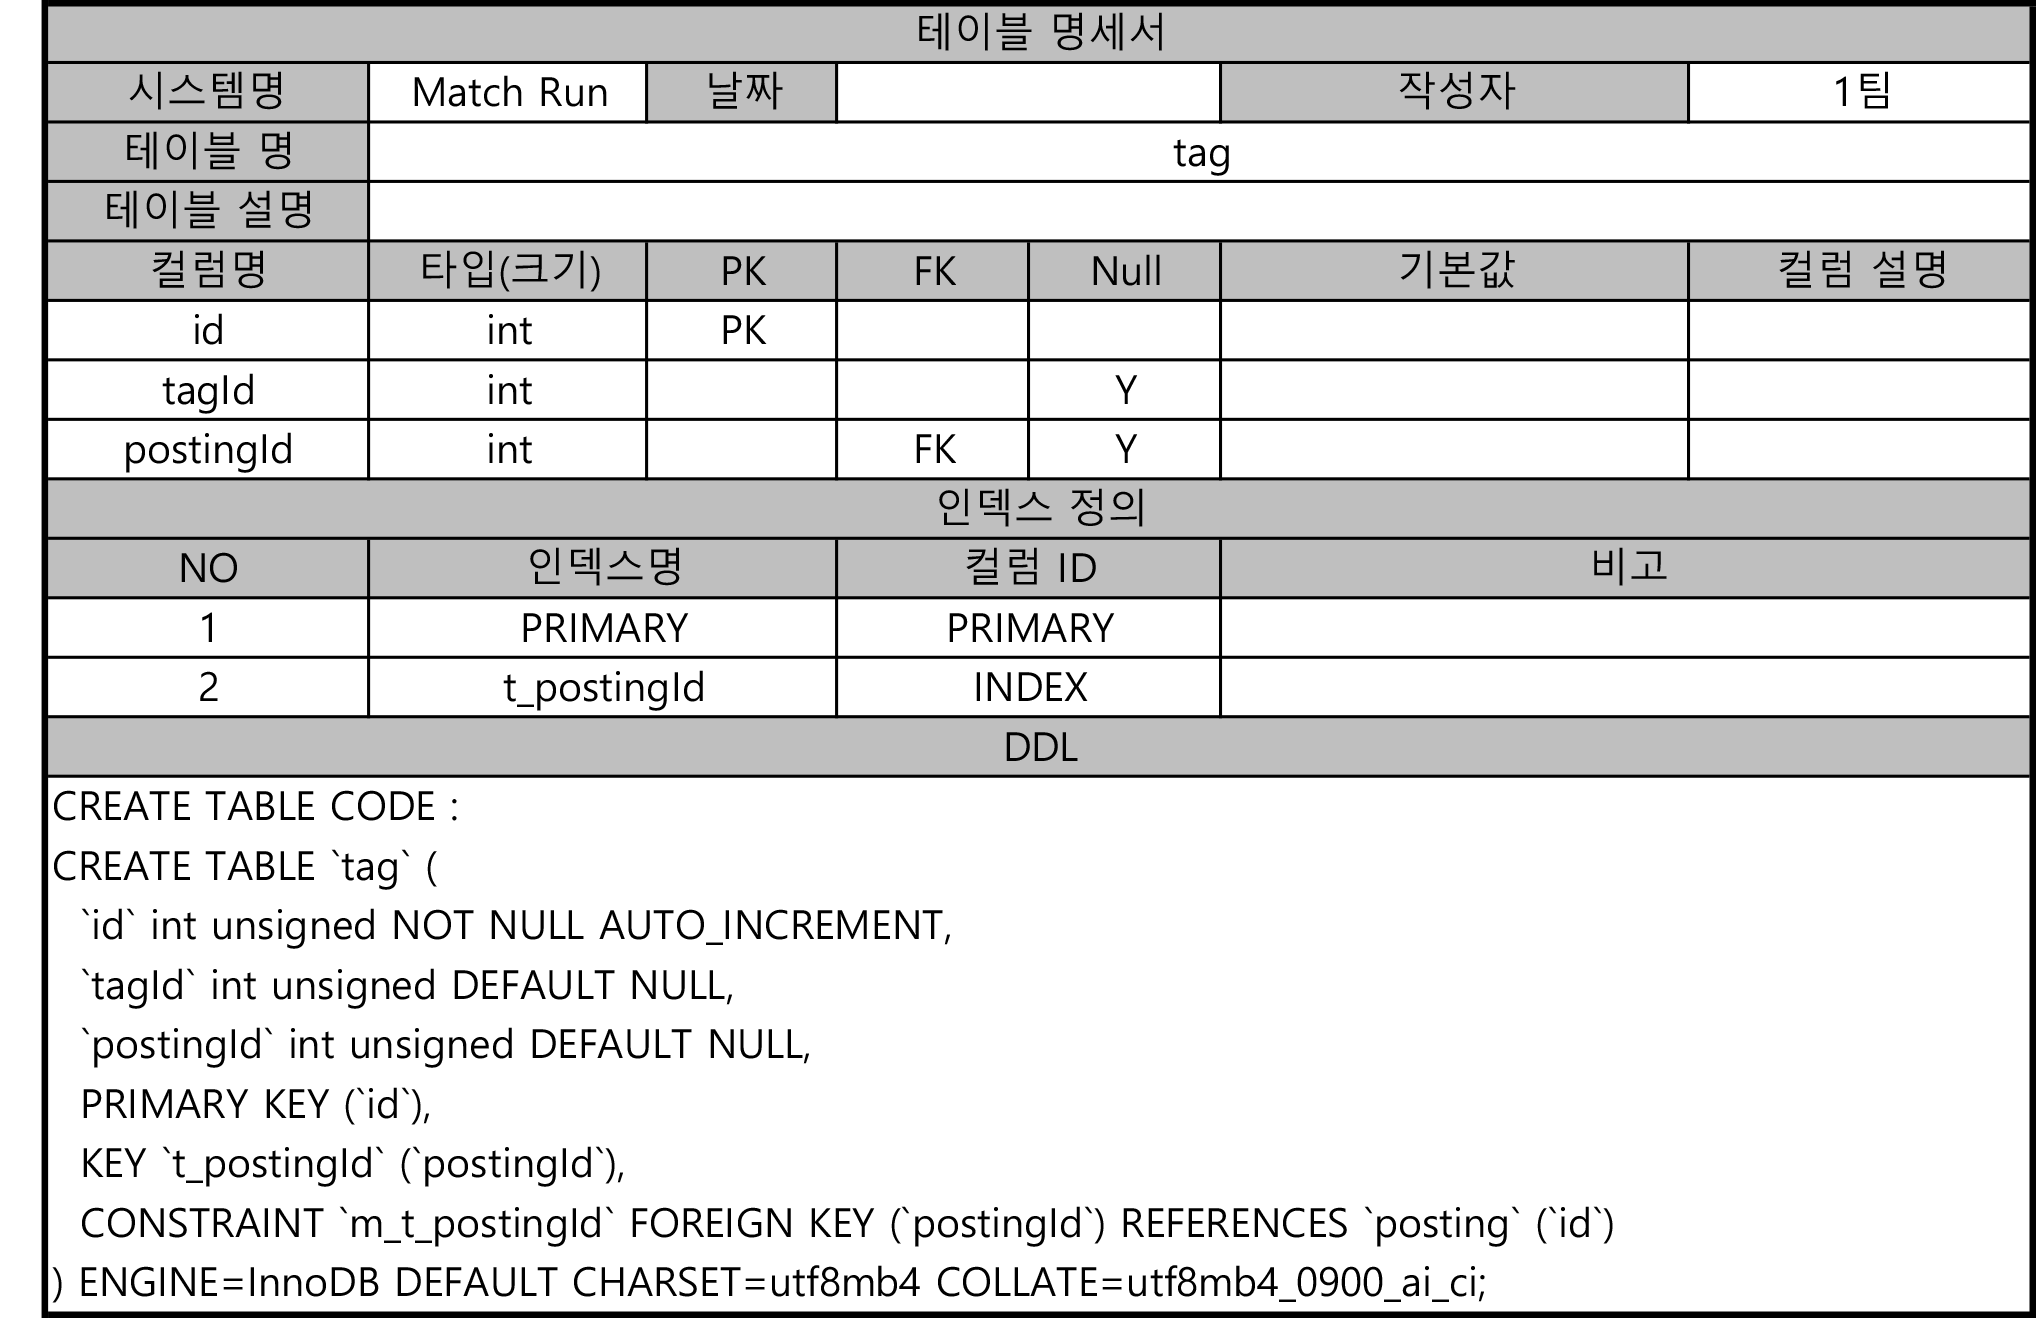 테이블 명세서
시스템명 Match Run 날짜 작성자 1팀
테이블 명 tag
테이블 설명
컬럼명 타입(크기) PK FK Null 기본값 컬럼 설명
id int PK
tagId int Y
postingId int FK Y
인덱스 정의
NO 인덱스명 컬럼 ID 비고
1 PRIMARY PRIMARY
2 t_postingId INDEX
DDL
CREATE TABLE CODE :
CREATE TABLE `tag` (
`id` int unsigned NOT NULL AUTO_INCREMENT,
`tagId` int unsigned DEFAULT NULL,
`postingId` int unsigned DEFAULT NULL,
PRIMARY KEY (`id`),
KEY `t_postingId` (`postingId`),
CONSTRAINT `m_t_postingId` FOREIGN KEY (`postingId`) REFERENCES `posting` (`id`)
) ENGINE=InnoDB DEFAULT CHARSET=utf8mb4 COLLATE=utf8mb4_0900_ai_ci;